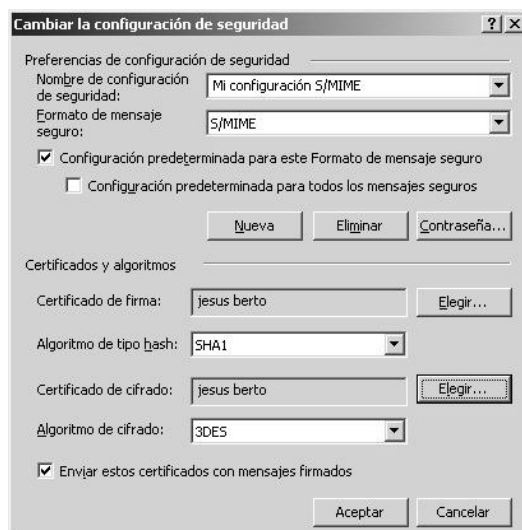 Cambiar la configuración de seguridad
Preferencias de configuración de seguridad
Nombre de configuración
de seguridad:
Mi configuración S/MIME
Formato de mensaje
seguro:
S/MIME
Configuración predeterminada para este Formato de mensaje seguro
Configuración predeterminada para todos los mensajes seguros
Nueva
Eliminar
Contraseña...
Certificados y algoritmos
Certificado de firma:
jesus berto
Elegir...
Algoritmo de tipo hash:
SHA1
Certificado de cifrado:
jesus berto
Elegir...
Algoritmo de cifrado:
3DES
Enviar estos certificados con mensajes firmados
Aceptar
Cancelar